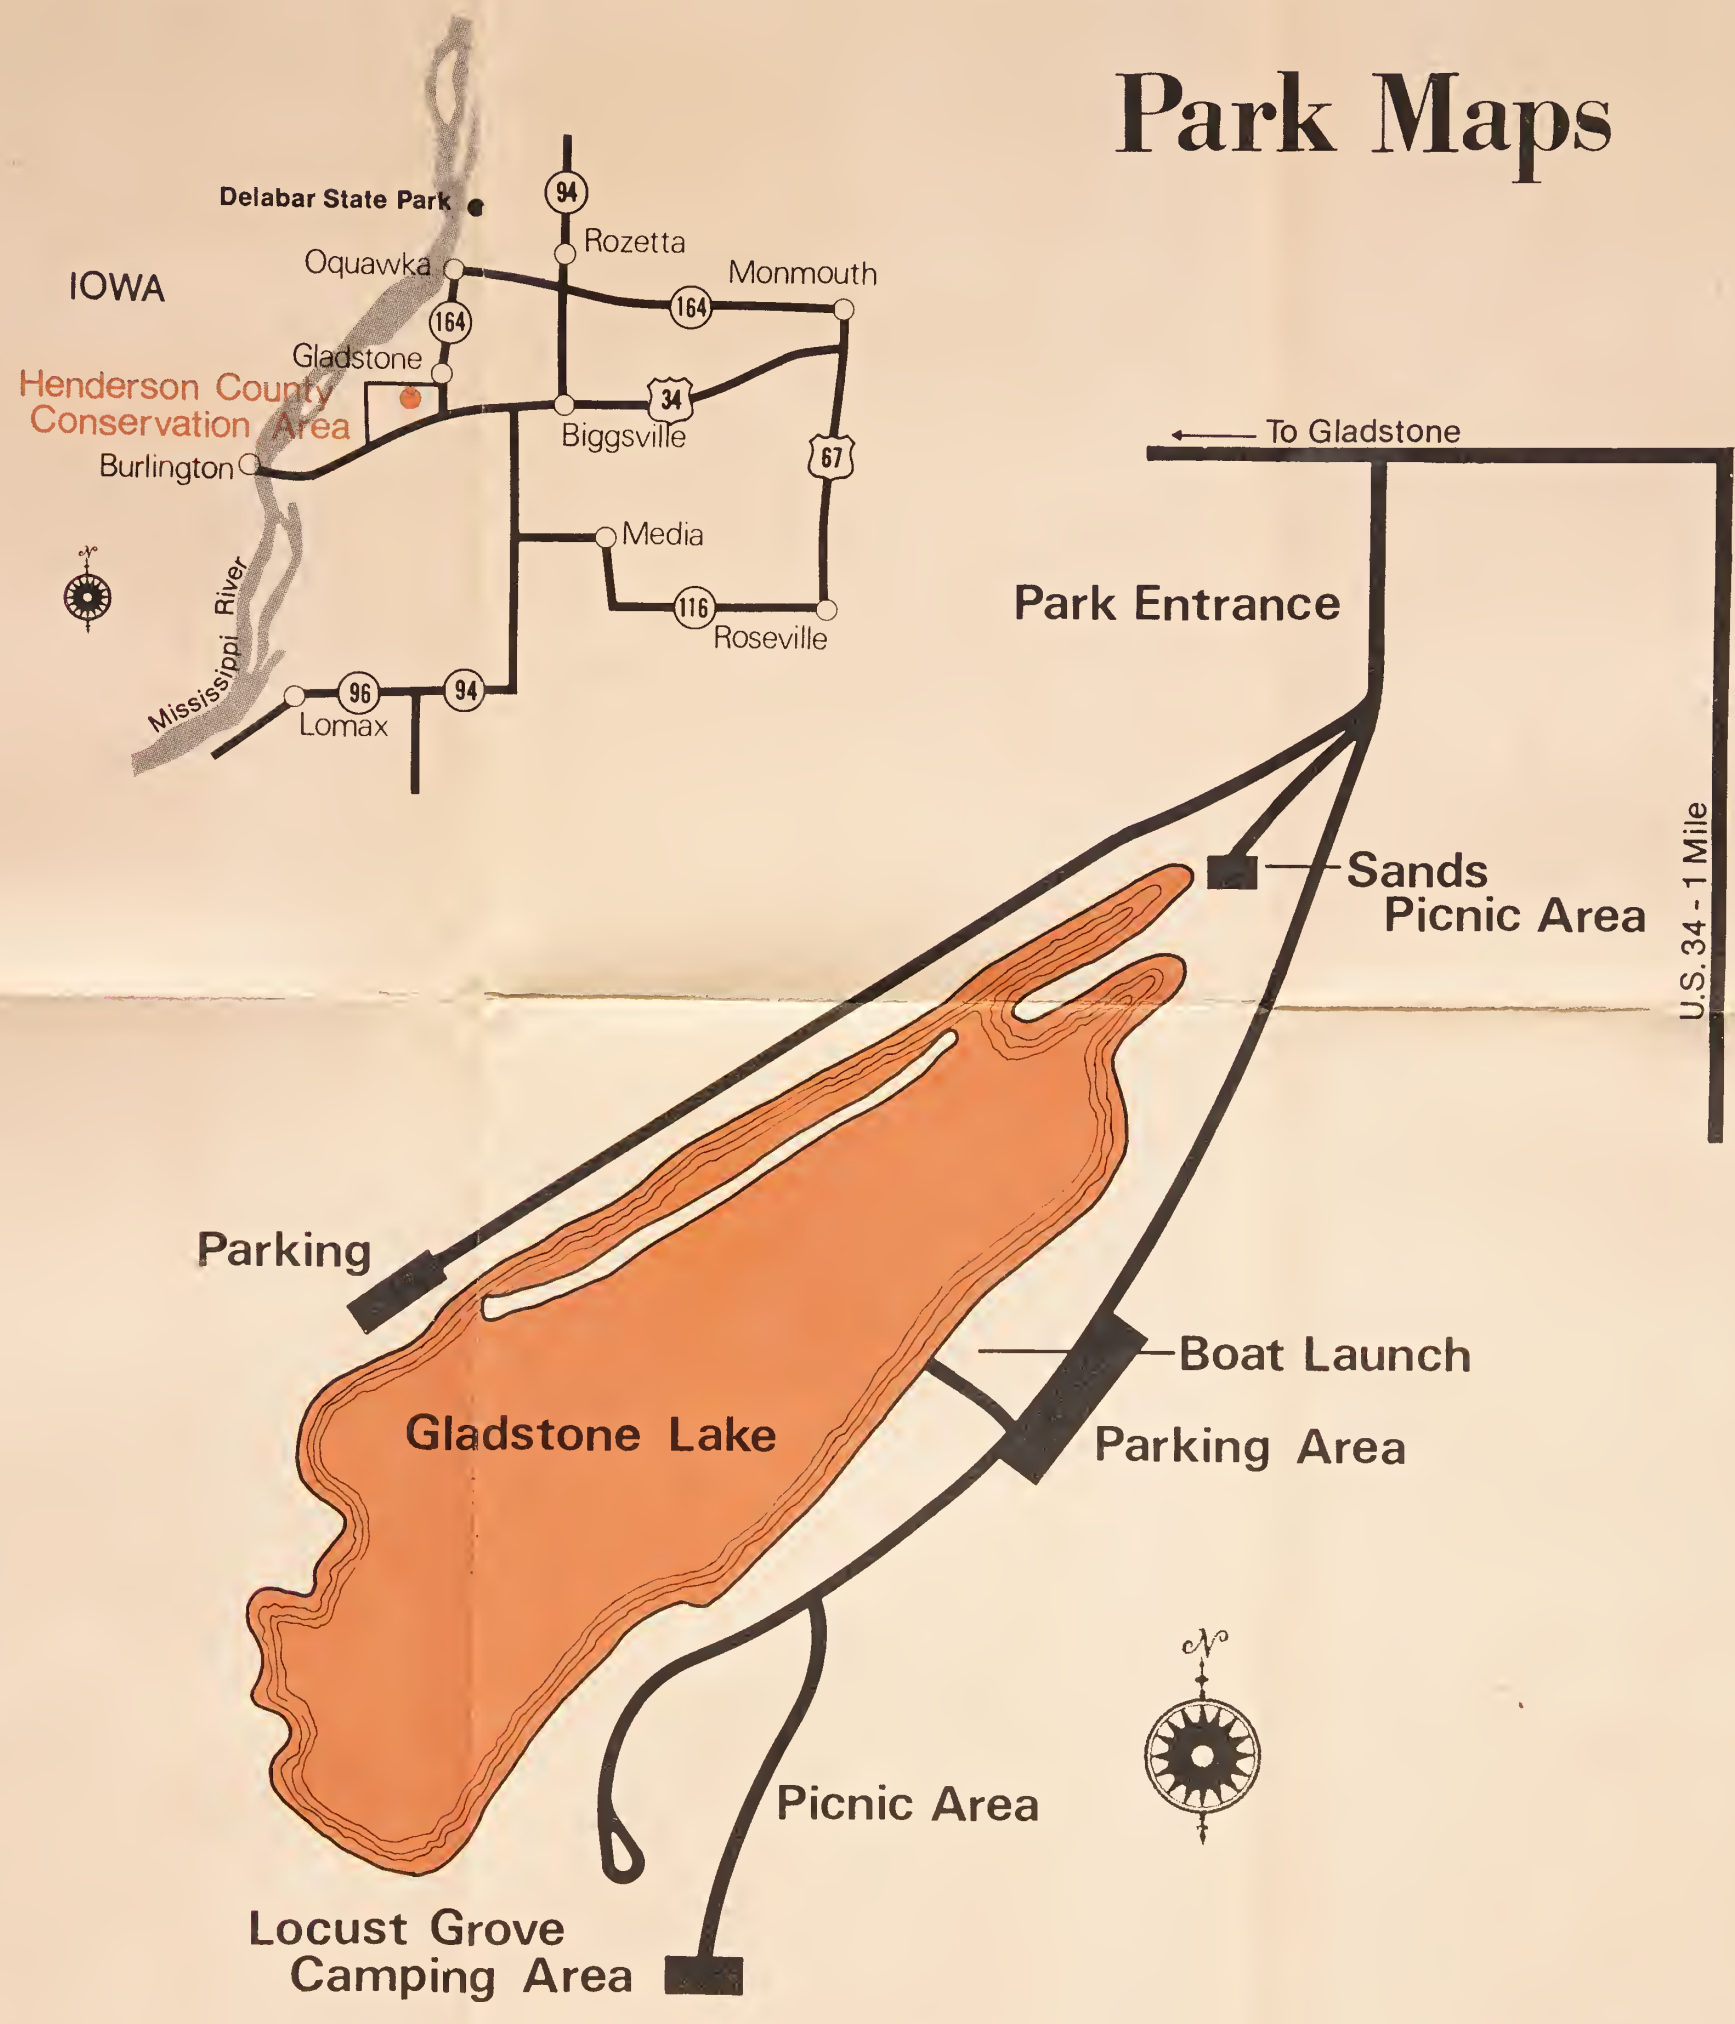 Park Maps
94
Delabar State Park
Rozetta
Oquawka
Monmouth
IOWA
164
164
Gladstone
Henderson County
Conservation Area
34
Biggsville
67
Burlington
Media
N
Mississippi River
116
Roseville
96
94
Lomax
To Gladstone
Park Entrance
U.S. 34 - 1 Mile
Sands
Picnic Area
Parking
Boat Launch
Gladstone Lake
Parking Area
N
Picnic Area
Locust Grove
Camping Area